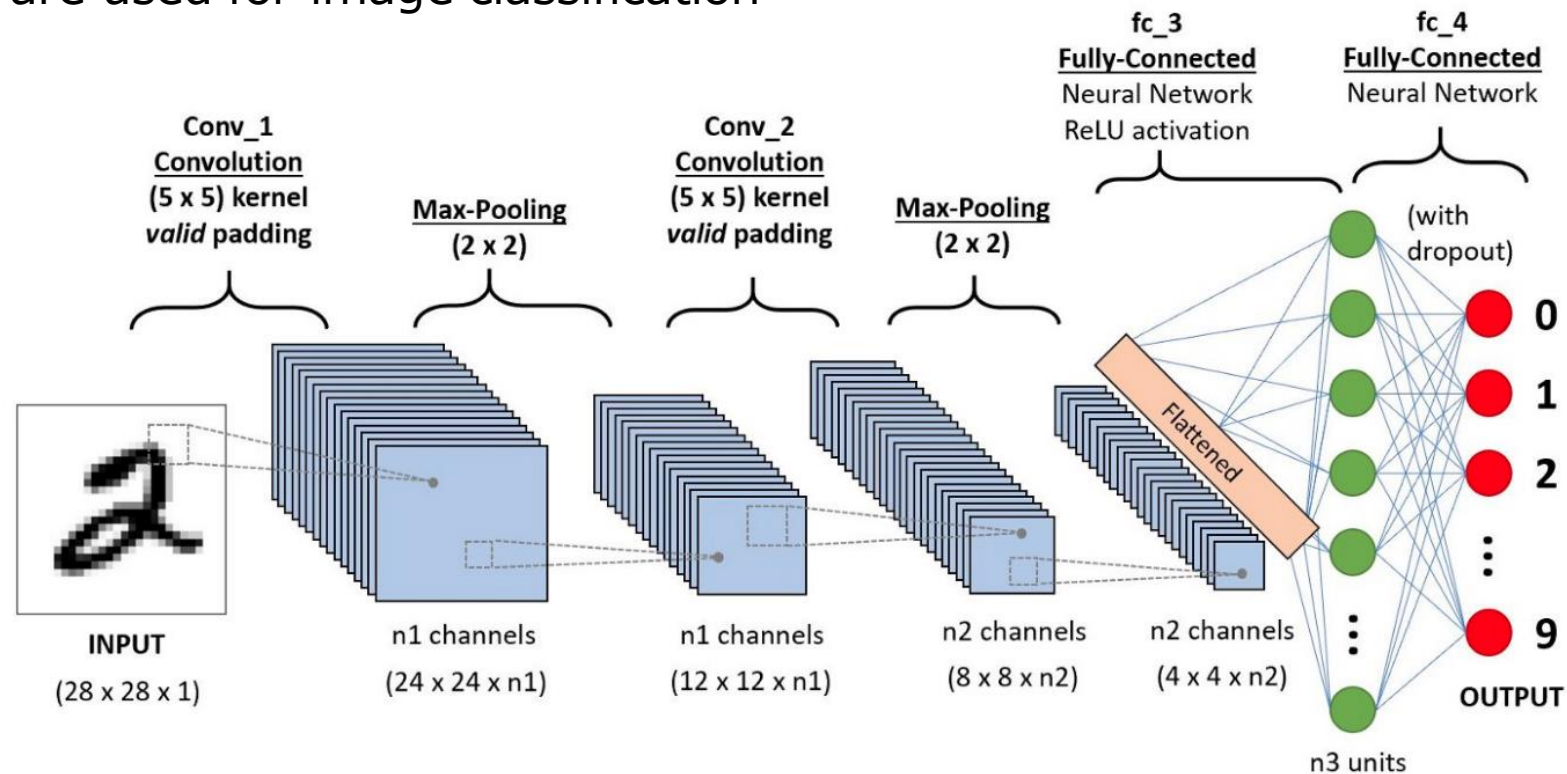 are used for image classification
fc_3
Fully-Connected
Neural Network
ReLU activation
fc_4
Fully-Connected
Neural Network
Conv_1
Convolution
(5 x 5) kernel
valid padding
Max-Pooling
(2 x 2)
Conv_2
Convolution
(5 x 5) kernel
valid padding
Max-Pooling
(2 x 2)
(with
dropout)
Flattened
0
1
2
9
INPUT
(28 x 28 x 1)
n1 channels
(24 x 24 x n1)
n1 channels
(12 x 12 x n1)
n2 channels
(8 x 8 x n2)
n2 channels
(4 x 4 x n2)
OUTPUT
n3 units